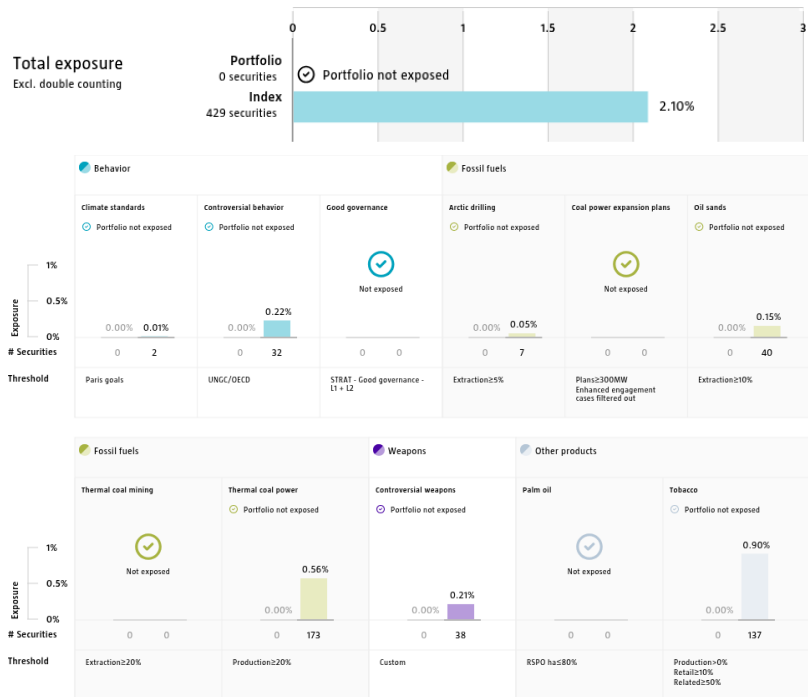 0 0.5 1 1.5 2 2.5 3
Total exposure
Excl. double counting
Portfolio
0 securities
Portfolio not exposed
Index
429 securities
2.10%
Behavior
Fossil fuels
Climate standards
Controversial behavior
Good governance
Arctic drilling
Coal power expansion plans
Oil sands
Portfolio not exposed
Portfolio not exposed
Portfolio not exposed
Portfolio not exposed
Not exposed
Not exposed
Exposure
1%
0.5%
0%
0.00% 0.01%
0.00% 0.22%
0.00% 0.05%
0.00% 0.15%
# Securities
0 2
0 32
0 0
0 7
0 0
0 40
Threshold
Paris goals
UNGC/OECD
STRAT - Good governance -
L1 + L2
Extraction≥5%
Plans≥300MW
Enhanced engagement
cases filtered out
Extraction≥10%
Fossil fuels
Weapons
Other products
Thermal coal mining
Thermal coal power
Controversial weapons
Palm oil
Tobacco
Portfolio not exposed
Portfolio not exposed
Portfolio not exposed
Not exposed
Not exposed
Exposure
1%
0.5%
0%
0.00% 0.56%
0.00% 0.21%
0.00% 0.90%
# Securities
0 0
0 173
0 38
0 0
0 137
Threshold
Extraction≥20%
Production≥20%
Custom
RSPO ha≤80%
Production>0%
Retail≥10%
Related≥50%